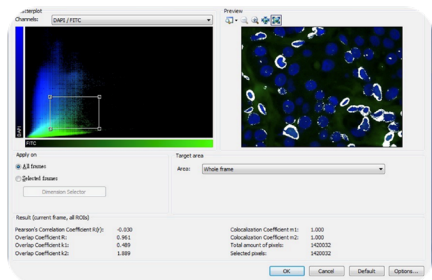 Scatterplot
Channels: DAPI / FITC
DAPI
FITC
Preview
Apply on
All frames
Selected frames
Dimension Selector
Target area
Area: Whole frame
Result (current frame, all ROIs)
Pearson's Correlation Coefficient R(r): -0.030
Overlap Coefficient R: 0.961
Overlap Coefficient k1: 0.489
Overlap Coefficient k2: 1.889
Colocalization Coefficient m1: 1.000
Colocalization Coefficient m2: 1.000
Total amount of pixels: 1420032
Selected pixels: 1420032
OK Cancel Default Options...